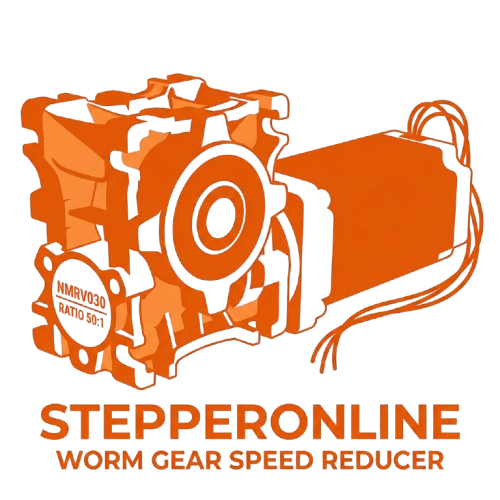 NMRV030
RATIO 50:1
STEPPERONLINE
WORM GEAR SPEED REDUCER